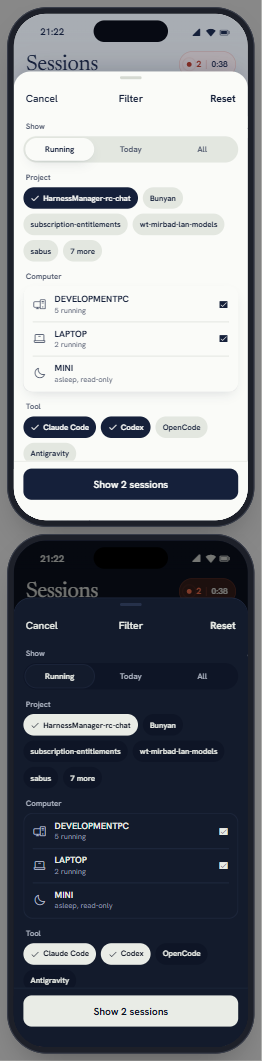 21:22
Sessions
2 0:38
Cancel Filter Reset
Show
Running Today All
Project
HarnessManager-rc-chat Bunyan
subscription-entitlements wt-mirbad-lan-models
sabus 7 more
Computer
DEVELOPMENTPC
5 running
LAPTOP
2 running
MINI
asleep, read-only
Tool
Claude Code Codex OpenCode
Antigravity
Show 2 sessions
21:22
Sessions
2 0:38
Cancel Filter Reset
Show
Running Today All
Project
HarnessManager-rc-chat Bunyan
subscription-entitlements wt-mirbad-lan-models
sabus 7 more
Computer
DEVELOPMENTPC
5 running
LAPTOP
2 running
MINI
asleep, read-only
Tool
Claude Code Codex OpenCode
Antigravity
Show 2 sessions